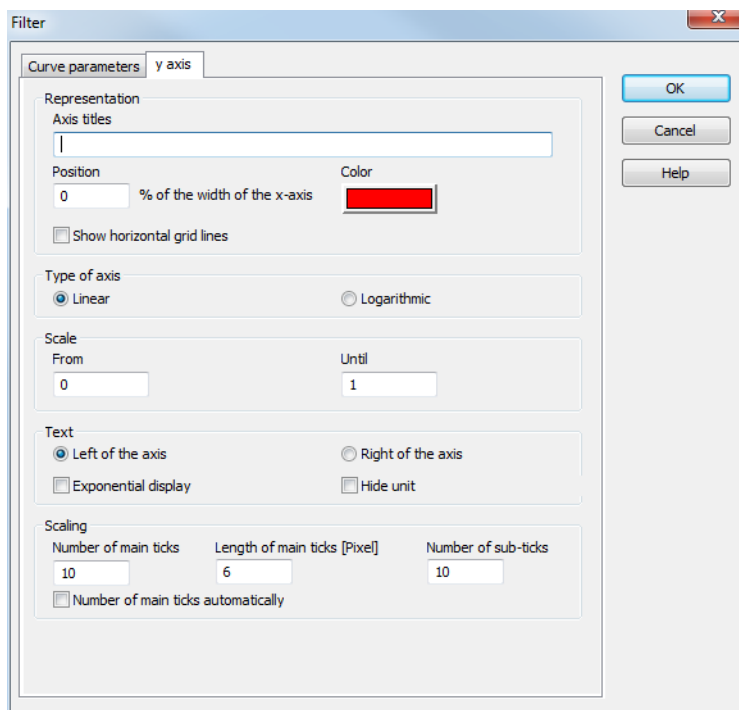 Filter
x
Curve parameters y axis
OK
Cancel
Help
Representation
Axis titles
Position Color
0 % of the width of the x-axis
Show horizontal grid lines
Type of axis
Linear Logarithmic
Scale
From Until
0 1
Text
Left of the axis Right of the axis
Exponential display Hide unit
Scaling
Number of main ticks Length of main ticks [Pixel] Number of sub-ticks
10 6 10
Number of main ticks automatically